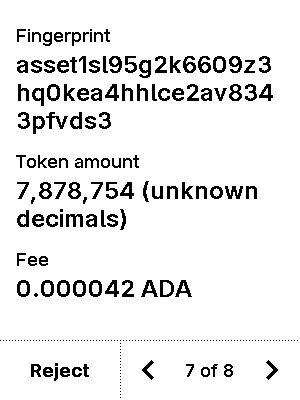 Fingerprint
asset1sl95g2k6609z3
hq0kea4hhlce2av834
3pfvds3
Token amount
7,878,754 (unknown
decimals)
Fee
0.000042 ADA
Reject
7 of 8